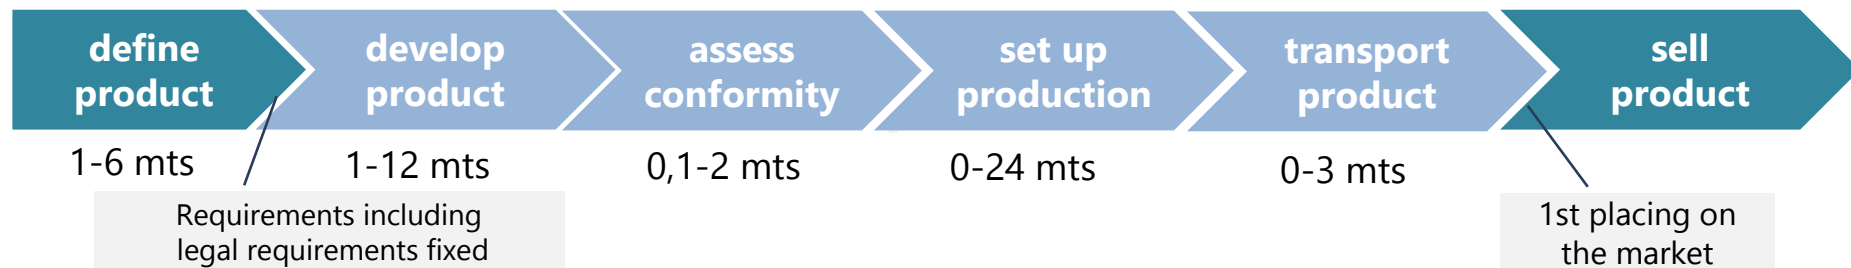 define
product
develop
product
assess
conformity
set up
production
transport
product
sell
product
1-6 mts
1-12 mts
0,1-2 mts
0-24 mts
0-3 mts
Requirements including
legal requirements fixed
1st placing on
the market